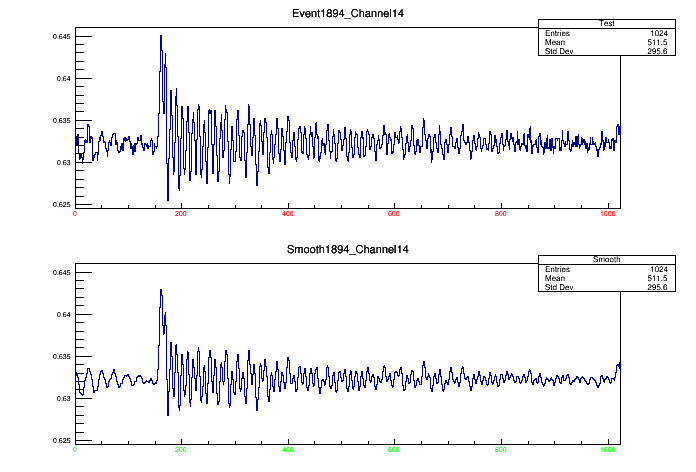 Event1894_Channel14
Test
Entries 1024
Mean 511.5
Std Dev 295.6
0.645
0.64
0.635
0.63
0.625
0 200 400 600 800 1000
Smooth1894_Channel14
Smooth
Entries 1024
Mean 511.5
Std Dev 295.6
0.645
0.64
0.635
0.63
0.625
0 200 400 600 800 1000